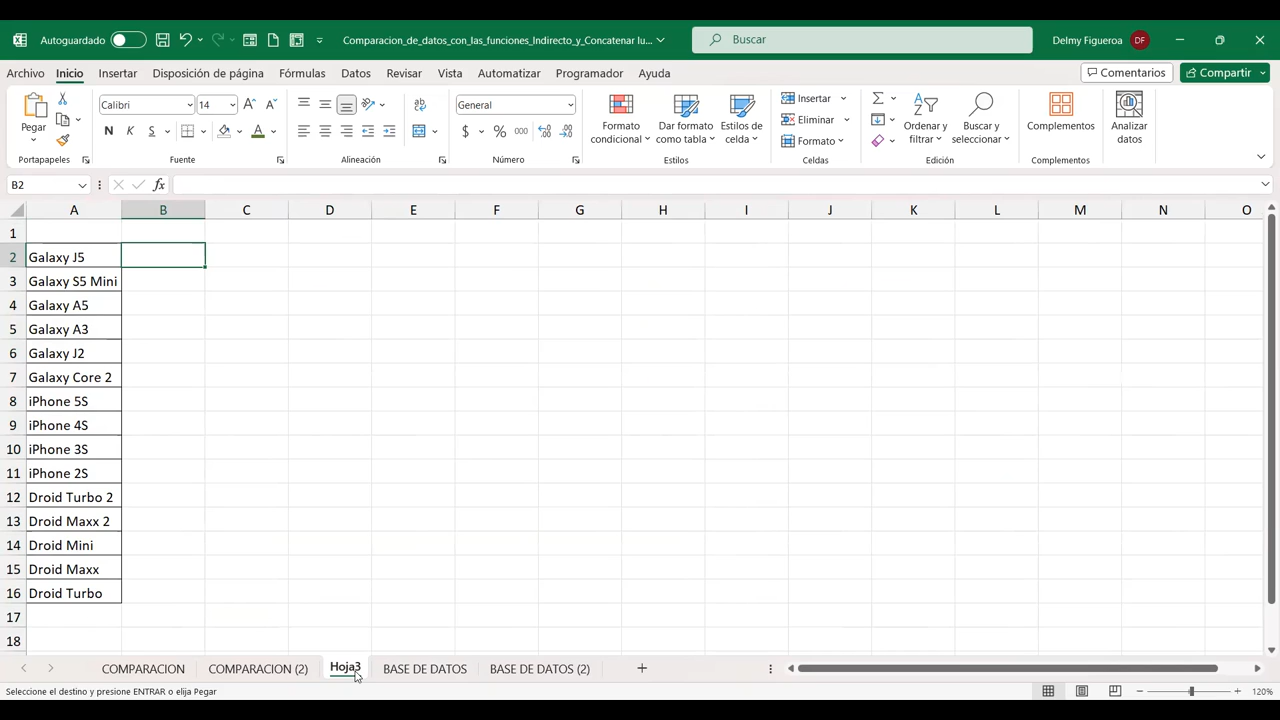 Autoguardado
Comparacion_de_datos_con_las_funciones_Indirecto_y_Concatenar lu...
Buscar
Delmy Figueroa DF
Archivo Inicio Insertar Disposición de página Fórmulas Datos Revisar Vista Automatizar Programador Ayuda
Comentarios Compartir
Pegar
Portapapeles
Calibri 14
N K S
Fuente
Alineación
General
$ % 000
Número
Formato condicional
Dar formato como tabla
Estilos de celda
Estilos
Insertar
Eliminar
Formato
Celdas
Ordenar y filtrar
Buscar y seleccionar
Edición
Complementos
Complementos
Analizar datos
B2 fx
A B C D E F G H I J K L M N O
1
2 Galaxy J5
3 Galaxy S5 Mini
4 Galaxy A5
5 Galaxy A3
6 Galaxy J2
7 Galaxy Core 2
8 iPhone 5S
9 iPhone 4S
10 iPhone 3S
11 iPhone 2S
12 Droid Turbo 2
13 Droid Maxx 2
14 Droid Mini
15 Droid Maxx
16 Droid Turbo
17
18
COMPARACION COMPARACION (2) Hoja3 BASE DE DATOS BASE DE DATOS (2)
Seleccione el destino y presione ENTRAR o elija Pegar
120%